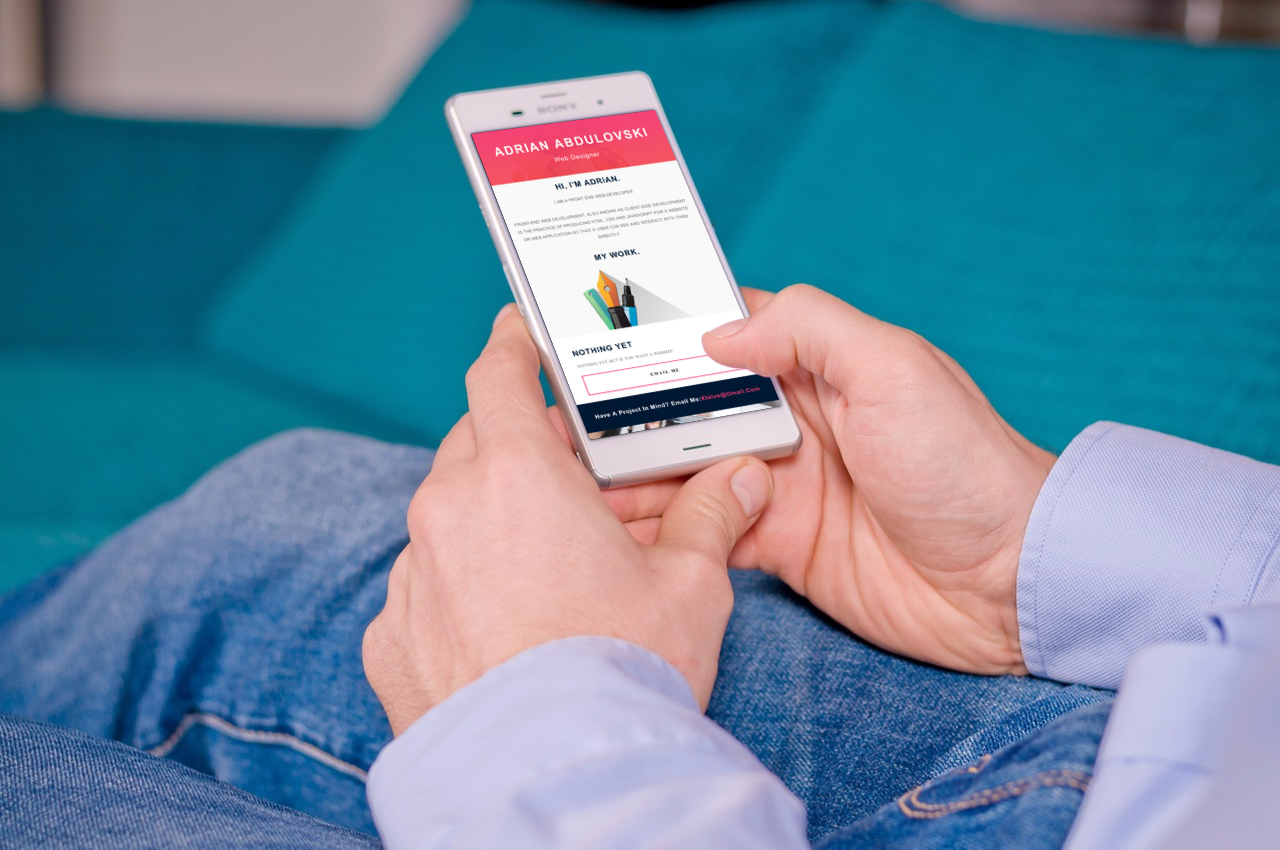 SONY
ADRIAN ABDULOVSKI
Web Designer
HI, I'M ADRIAN.
I AM A FRONT END WEB DEVELOPER
FRONT-END WEB DEVELOPMENT, ALSO KNOWN AS CLIENT-SIDE DEVELOPMENT
IS THE PRACTICE OF PRODUCING HTML, CSS AND JAVASCRIPT FOR A WEBSITE
OR WEB APPLICATION SO THAT A USER CAN SEE AND INTERACT WITH THEM
DIRECTLY.
MY WORK.
NOTHING YET
NOTHING YET, BUT IF YOU WANT A WEBSITE
EMAIL ME
Have A Project In Mind? Email Me: